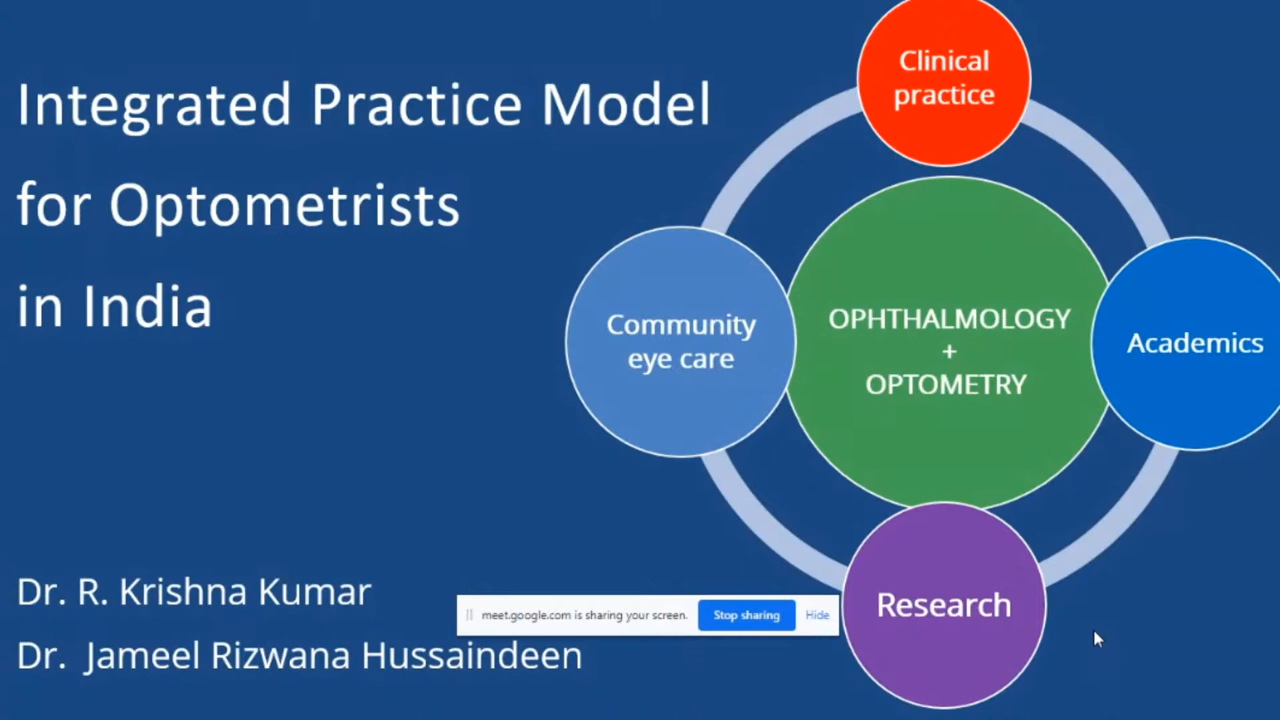 Integrated Practice Model
for Optometrists
in India
Clinical
practice
Community
eye care
OPHTHALMOLOGY
+
OPTOMETRY
Academics
Research
Dr. R. Krishna Kumar
Dr. Jameel Rizwana Hussaindeen
meet.google.com is sharing your screen. Stop sharing Hide